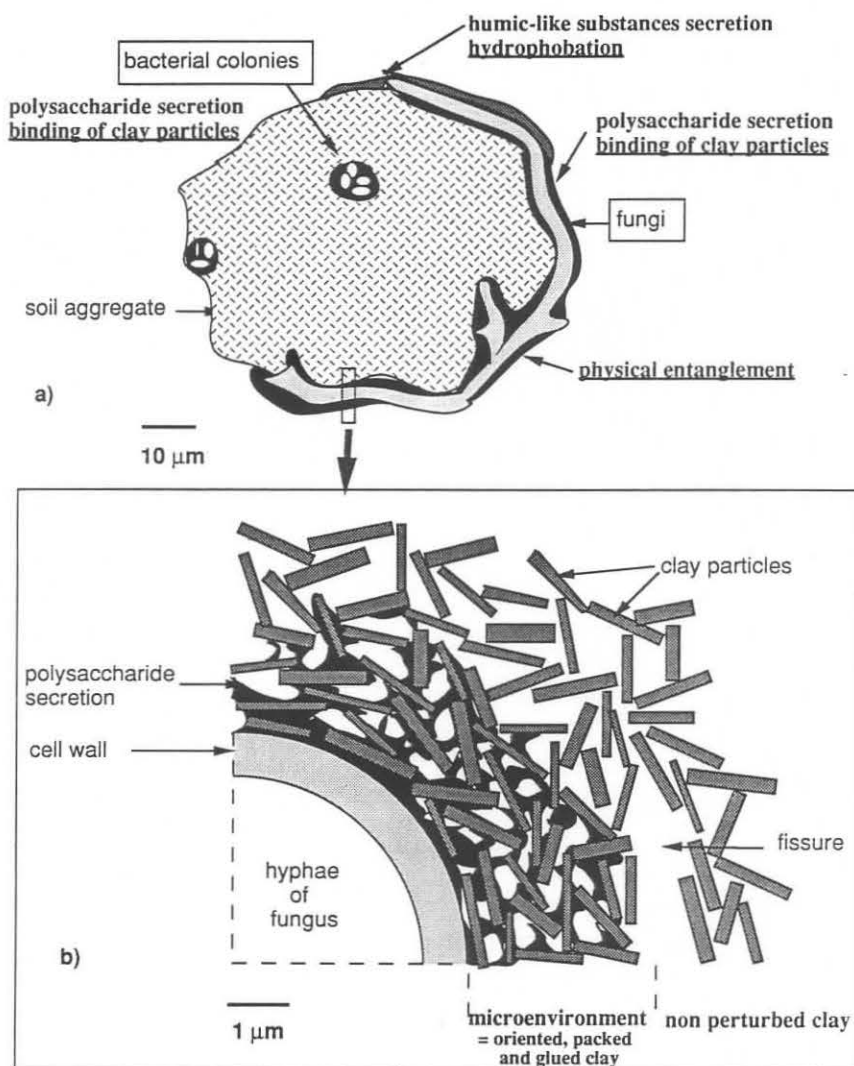 humic-like substances secretion
hydrophobation
bacterial colonies
polysaccharide secretion
binding of clay particles
polysaccharide secretion
binding of clay particles
fungi
soil aggregate
physical entanglement
a)
10 μm
clay particles
polysaccharide
secretion
cell wall
fissure
hyphae
of
fungus
b)
1 μm
microenvironment
= oriented, packed
and glued clay
non perturbed clay